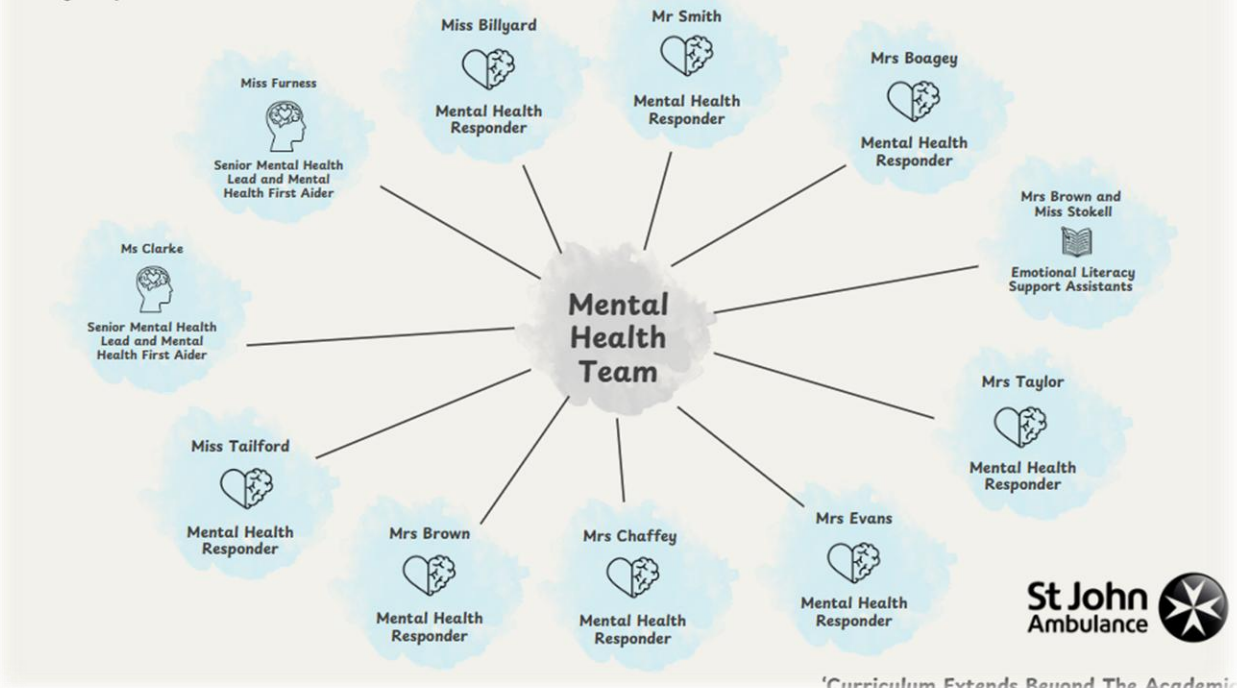 Miss Billyard
Mental Health
Responder
Mr Smith
Mental Health
Responder
Mrs Boagey
Mental Health
Responder
Miss Furness
Senior Mental Health
Lead and Mental
Health First Aider
Mrs Brown and
Miss Stokell
Emotional Literacy
Support Assistants
Ms Clarke
Senior Mental Health
Lead and Mental
Health First Aider
Mental
Health
Team
Mrs Taylor
Mental Health
Responder
Miss Tailford
Mental Health
Responder
Mrs Brown
Mental Health
Responder
Mrs Chaffey
Mental Health
Responder
Mrs Evans
Mental Health
Responder
St John
Ambulance
'Curriculum Extends Beyond The Academic